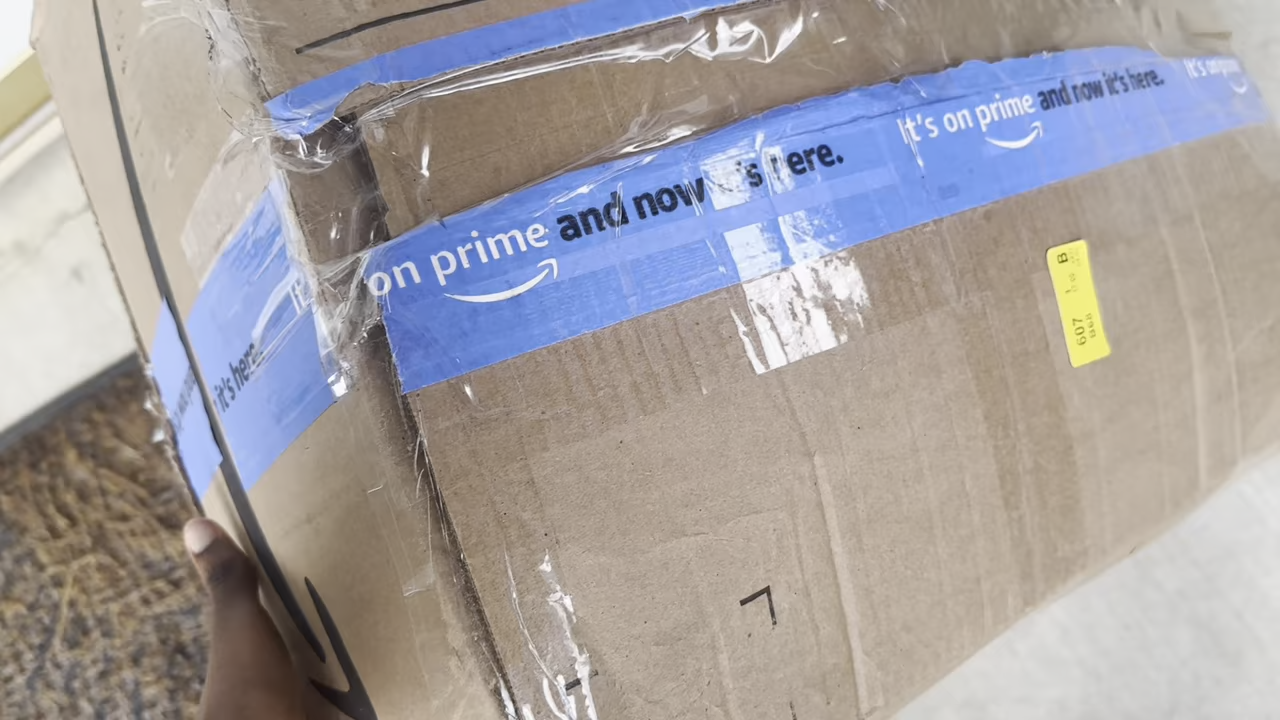 It's on prime and now it's here.
on prime and now it's here.
it's here.
607